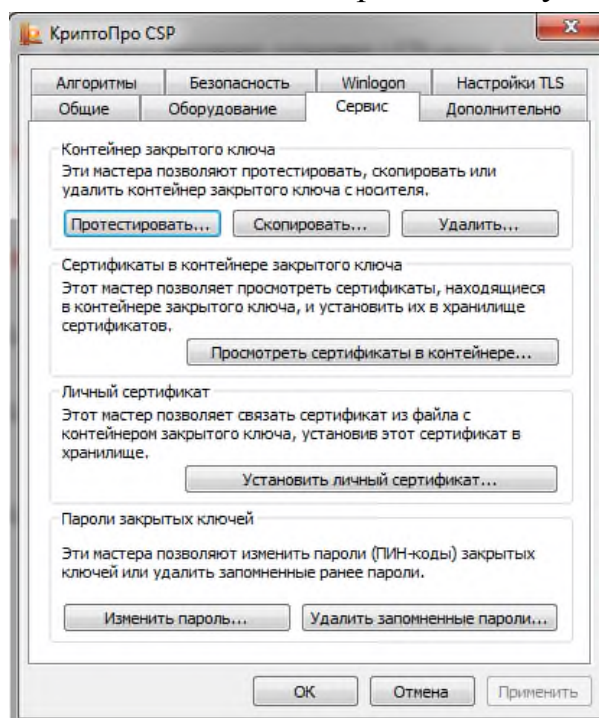 КриптоПро CSP
Алгоритмы Безопасность Winlogon Настройки TLS
Общие Оборудование Сервис Дополнительно
Контейнер закрытого ключа
Эти мастера позволяют протестировать, скопировать или
удалить контейнер закрытого ключа с носителя.
Протестировать... Скопировать... Удалить...
Сертификаты в контейнере закрытого ключа
Этот мастер позволяет просмотреть сертификаты, находящиеся
в контейнере закрытого ключа, и установить их в хранилище
сертификатов.
Просмотреть сертификаты в контейнере...
Личный сертификат
Этот мастер позволяет связать сертификат из файла с
контейнером закрытого ключа, установив этот сертификат в
хранилище.
Установить личный сертификат...
Пароли закрытых ключей
Эти мастера позволяют изменить пароли (ПИН-коды) закрытых
ключей или удалить запомненные ранее пароли.
Изменить пароль... Удалить запомненные пароли...
ОК Отмена Применить